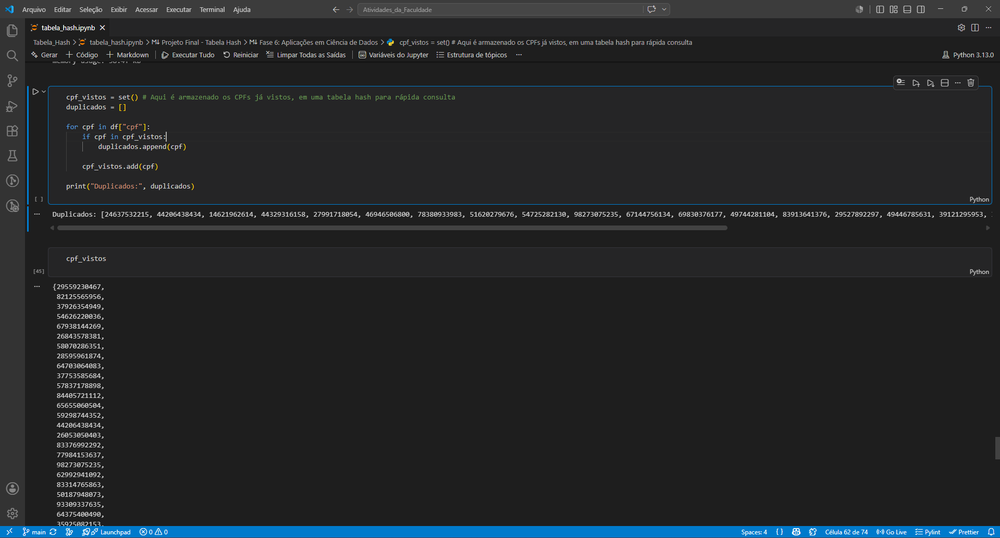 Arquivo Editar Seleção Exibir Acessar Executar Terminal Ajuda Atividades_da_Faculdade
tabela_hash.ipynb
Tabela_Hash > tabela_hash.ipynb > M↓ Projeto Final - Tabela Hash > M↓ Fase 6: Aplicações em Ciência de Dados > cpf_vistos = set() # Aqui é armazenado os CPFs já vistos, em uma tabela hash para rápida consulta
Gerar + Código + Markdown Executar Tudo Reiniciar Limpar Todas as Saídas Variáveis do Jupyter Estrutura de tópicos ... Python 3.13.0
cpf_vistos = set() # Aqui é armazenado os CPFs já vistos, em uma tabela hash para rápida consulta
duplicados = []
for cpf in df["cpf"]:
if cpf in cpf_vistos:
duplicados.append(cpf)
cpf_vistos.add(cpf)
print("Duplicados:", duplicados)
[ ]
Python
Duplicados: [24637532215, 44206438434, 14621962614, 44329316158, 27991718054, 46946506800, 78380933983, 51620279676, 54725282130, 98273075235, 67144756134, 69830376177, 49744281104, 83913641376, 29527892297, 49446785631, 39121295953,
cpf_vistos
[45]
Python
{29559230467,
82125565956,
37926354949,
54626220036,
67938144269,
26843578381,
58070286351,
28595961874,
64703064083,
37753585684,
57837178898,
84405721112,
65655060504,
59298744352,
44206438434,
26053050403,
83376992292,
77984153637,
98273075235,
62992941092,
83314765863,
50187948073,
93309337635,
64375400490,
35925082153,
main Launchpad 0 0 Spaces: 4 {} Célula 62 de 74 Go Live Pylint Prettier